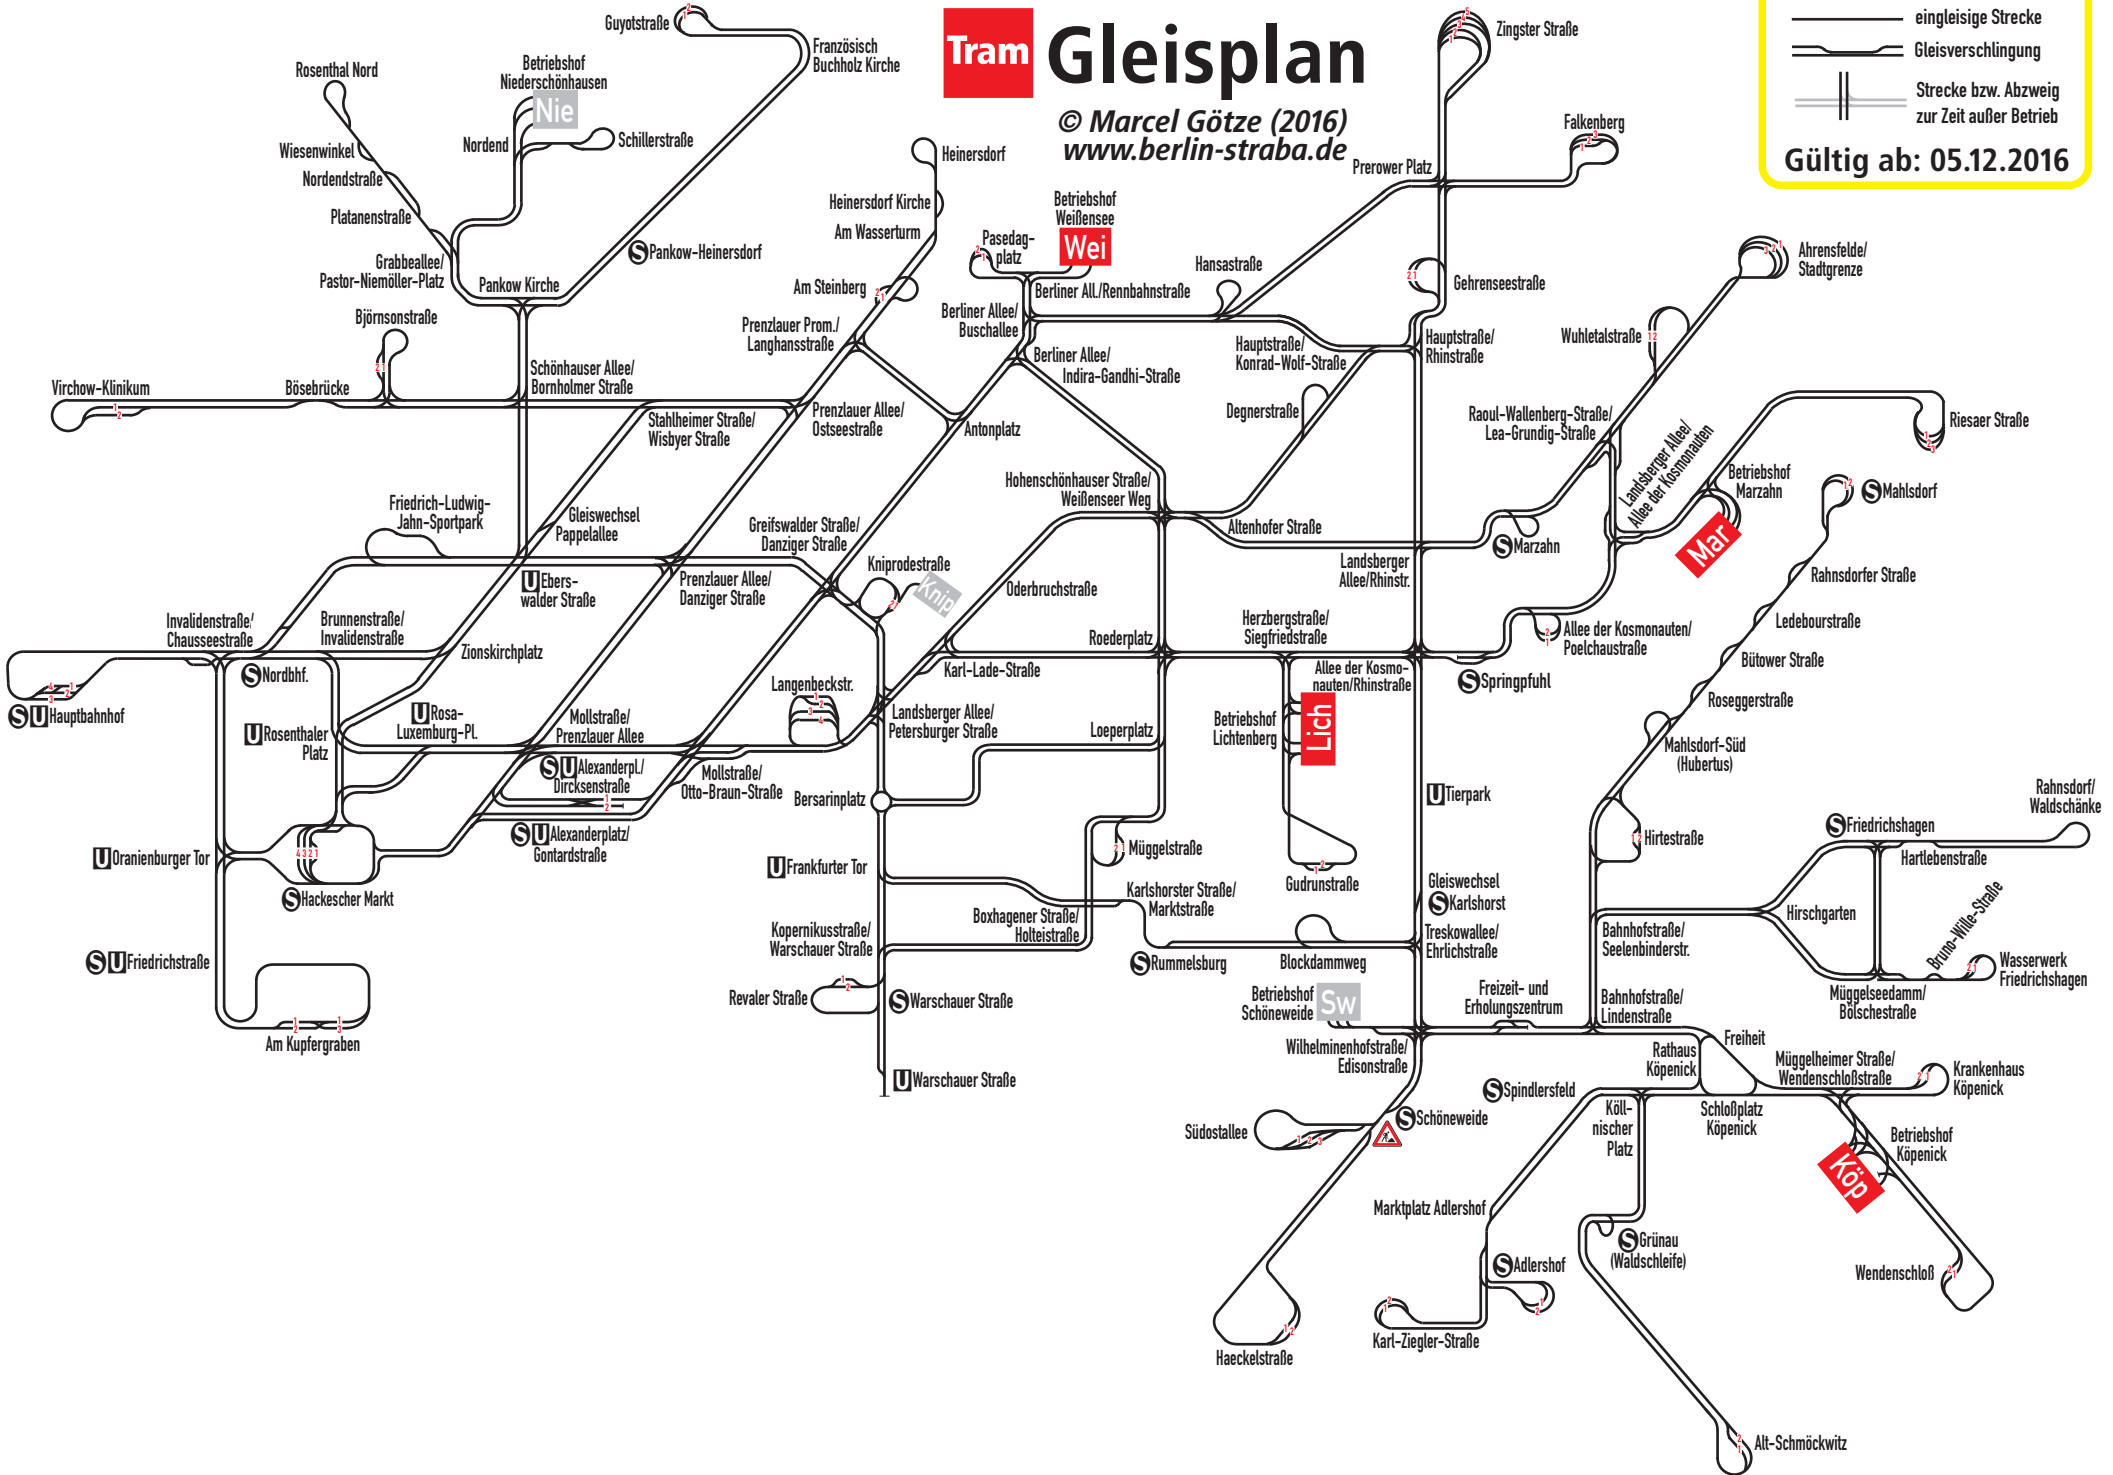 Tram
Gleisplan
© Marcel Götze (2016)
www.berlin-straba.de
eingleisige Strecke
Gleisverschlingung
Strecke bzw. Abzweig
zur Zeit außer Betrieb
Gültig ab: 05.12.2016
Guyotstraße
Französisch
Buchholz Kirche
Rosenthal Nord
Betriebshof
Niederschönhausen
Nie
Nordend
Schillerstraße
Wiesenwinkel
Nordendstraße
Platanenstraße
Grabbeallee/
Pastor-Niemöller-Platz
Pankow Kirche
S Pankow-Heinersdorf
Björnsonstraße
Virchow-Klinikum
Bösebrücke
Schönhauser Allee/
Bornholmer Straße
Heinersdorf
Heinersdorf Kirche
Am Wasserturm
Am Steinberg
Prenzlauer Prom./
Langhansstraße
Pasedag-
platz
Betriebshof
Weißensee
Wei
Berliner All./Rennbahnstraße
Berliner Allee/
Buschallee
Berliner Allee/
Indira-Gandhi-Straße
Hansastraße
Zingster Straße
Falkenberg
Prerower Platz
Gehrenseestraße
Hauptstraße/
Rhinstraße
Hauptstraße/
Konrad-Wolf-Straße
Degnerstraße
Ahrensfelde/
Stadtgrenze
Wuhletalstraße
Raoul-Wallenberg-Straße/
Lea-Grundig-Straße
Landsberger Allee/
Allee der Kosmonauten
Betriebshof
Marzahn
Mar
Riesaer Straße
S Mahlsdorf
Rahnsdorfer Straße
Ledebourstraße
Bütower Straße
Roseggerstraße
Mahlsdorf-Süd
(Hubertus)
Stahlheimer Straße/
Wisbyer Straße
Prenzlauer Allee/
Ostseestraße
Antonplatz
Hohenschönhauser Straße/
Weißenseer Weg
Altenhofer Straße
S Marzahn
Landsberger
Allee/Rhinstr.
Friedrich-Ludwig-
Jahn-Sportpark
Gleiswechsel
Pappelallee
Greifswalder Straße/
Danziger Straße
Kniprodestraße
Knip
Oderbruchstraße
U Ebers-
walder Straße
Prenzlauer Allee/
Danziger Straße
Invalidenstraße/
Chausseestraße
Brunnenstraße/
Invalidenstraße
Zionskirchplatz
S Nordbhf.
S U Hauptbahnhof
U Rosenthaler
Platz
U Rosa-
Luxemburg-Pl.
Mollstraße/
Prenzlauer Allee
Langenbeckstr.
Karl-Lade-Straße
Roederplatz
Herzbergstraße/
Siegfriedstraße
Allee der Kosmo-
nauten/Rhinstraße
S Springpfuhl
Allee der Kosmonauten/
Poelchaustraße
S U Alexanderpl./
Dircksenstraße
Mollstraße/
Otto-Braun-Straße
Landsberger Allee/
Petersburger Straße
Loeperplatz
Betriebshof
Lichtenberg
Lich
S U Alexanderplatz/
Gontardstraße
Bersarinplatz
U Oranienburger Tor
S Hackescher Markt
U Frankfurter Tor
Müggelstraße
Gudrunstraße
U Tierpark
Hirtestraße
S Friedrichshagen
Rahnsdorf/
Waldschänke
Hartlebenstraße
Hirschgarten
Bruno-Wille-Straße
Wasserwerk
Friedrichshagen
Müggelseedamm/
Bölschestraße
S U Friedrichstraße
Am Kupfergraben
Kopernikusstraße/
Warschauer Straße
Boxhagener Straße/
Holteistraße
Karlshorster Straße/
Marktstraße
Gleiswechsel
S Karlshorst
Treskowallee/
Ehrlichstraße
S Rummelsburg
Blockdammweg
Revaler Straße
S Warschauer Straße
U Warschauer Straße
Betriebshof
Schöneweide
Sw
Wilhelminenhofstraße/
Edisonstraße
Freizeit- und
Erholungszentrum
Bahnhofstraße/
Seelenbinderstr.
Bahnhofstraße/
Lindenstraße
Rathaus
Köpenick
Freiheit
Müggelheimer Straße/
Wendenschloßstraße
Krankenhaus
Köpenick
S Spindlersfeld
Köll-
nischer
Platz
Schloßplatz
Köpenick
Betriebshof
Köpenick
Köp
S Schöneweide
Südostallee
Marktplatz Adlershof
S Grünau
(Waldschleife)
S Adlershof
Wendenschloß
Haeckelstraße
Karl-Ziegler-Straße
Alt-Schmöckwitz